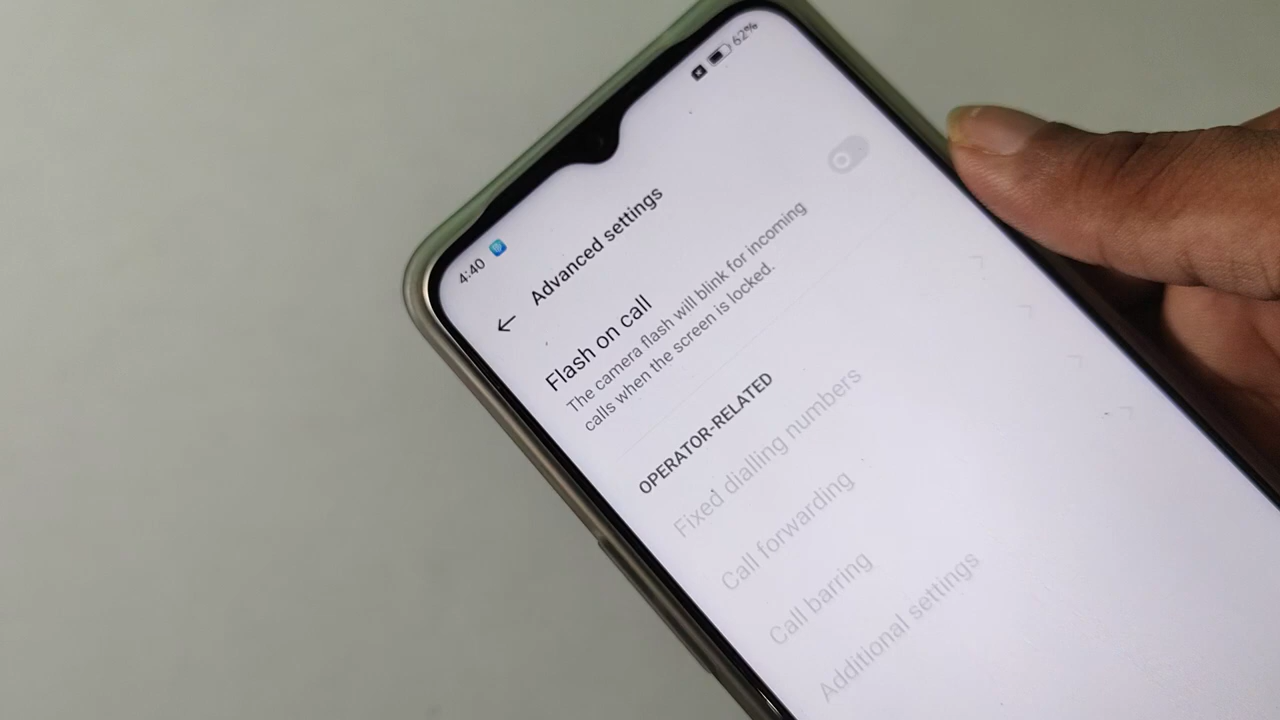 4:40
62%
Advanced settings
Flash on call
The camera flash will blink for incoming
calls when the screen is locked.
OPERATOR-RELATED
Fixed dialling numbers
Call forwarding
Call barring
Additional settings